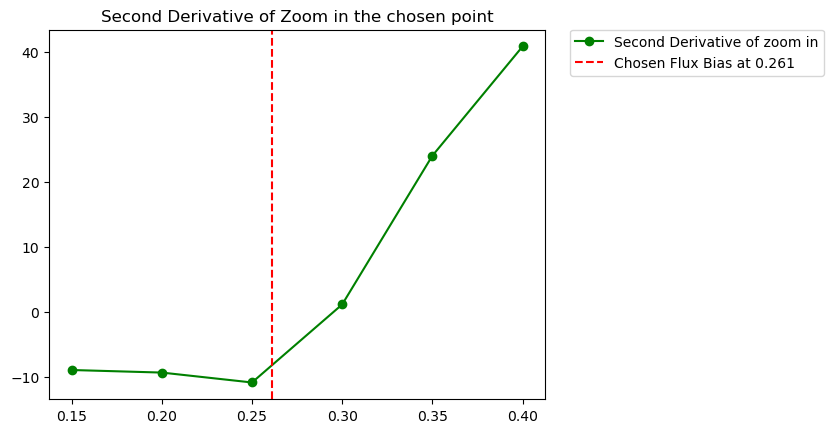 Second Derivative of Zoom in the chosen point
Second Derivative of zoom in
Chosen Flux Bias at 0.261
40
30
20
10
0
−10
0.15 0.20 0.25 0.30 0.35 0.40